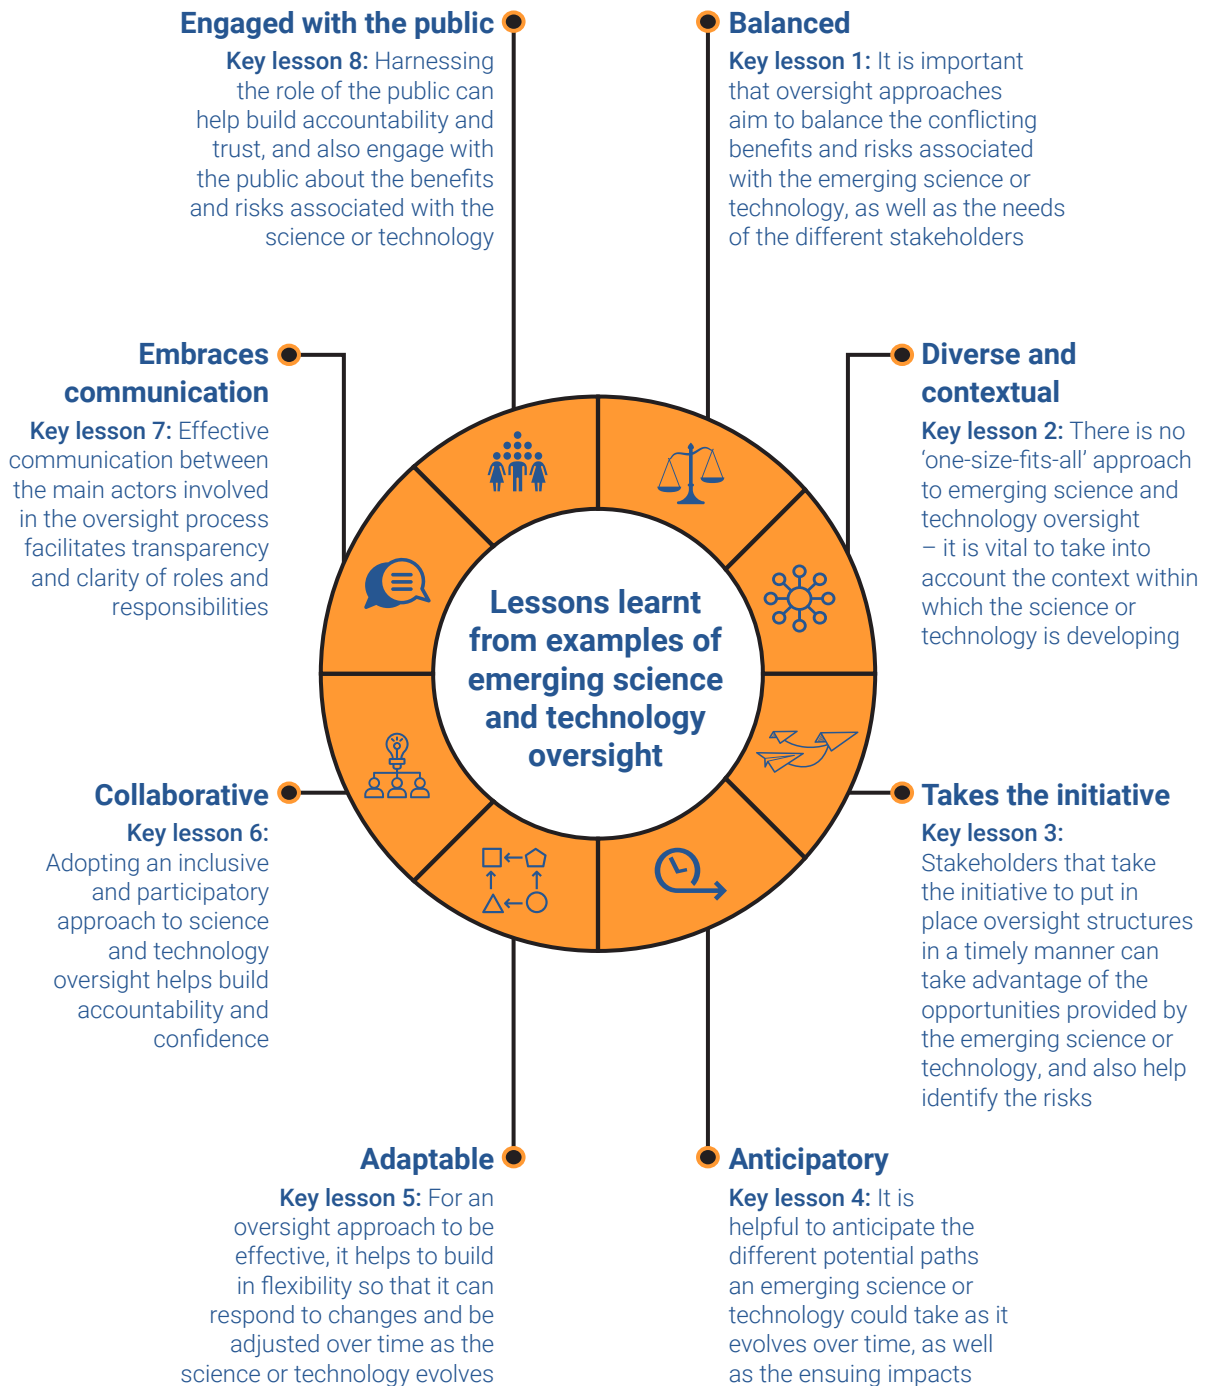 Engaged with the public
Key lesson 8: Harnessing
the role of the public can
help build accountability and
trust, and also engage with
the public about the benefits
and risks associated with the
science or technology
Balanced
Key lesson 1: It is important
that oversight approaches
aim to balance the conflicting
benefits and risks associated
with the emerging science or
technology, as well as the needs
of the different stakeholders
Embraces
communication
Key lesson 7: Effective
communication between
the main actors involved
in the oversight process
facilitates transparency
and clarity of roles and
responsibilities
Diverse and
contextual
Key lesson 2: There is no
‘one-size-fits-all’ approach
to emerging science and
technology oversight
– it is vital to take into
account the context within
which the science or
technology is developing
Lessons learnt
from examples of
emerging science
and technology
oversight
Collaborative
Key lesson 6:
Adopting an inclusive
and participatory
approach to science
and technology
oversight helps build
accountability and
confidence
Takes the initiative
Key lesson 3:
Stakeholders that take
the initiative to put in
place oversight structures
in a timely manner can
take advantage of the
opportunities provided by
the emerging science or
technology, and also help
identify the risks
Adaptable
Key lesson 5: For an
oversight approach to be
effective, it helps to build
in flexibility so that it can
respond to changes and be
adjusted over time as the
science or technology evolves
Anticipatory
Key lesson 4: It is
helpful to anticipate the
different potential paths
an emerging science or
technology could take as it
evolves over time, as well
as the ensuing impacts